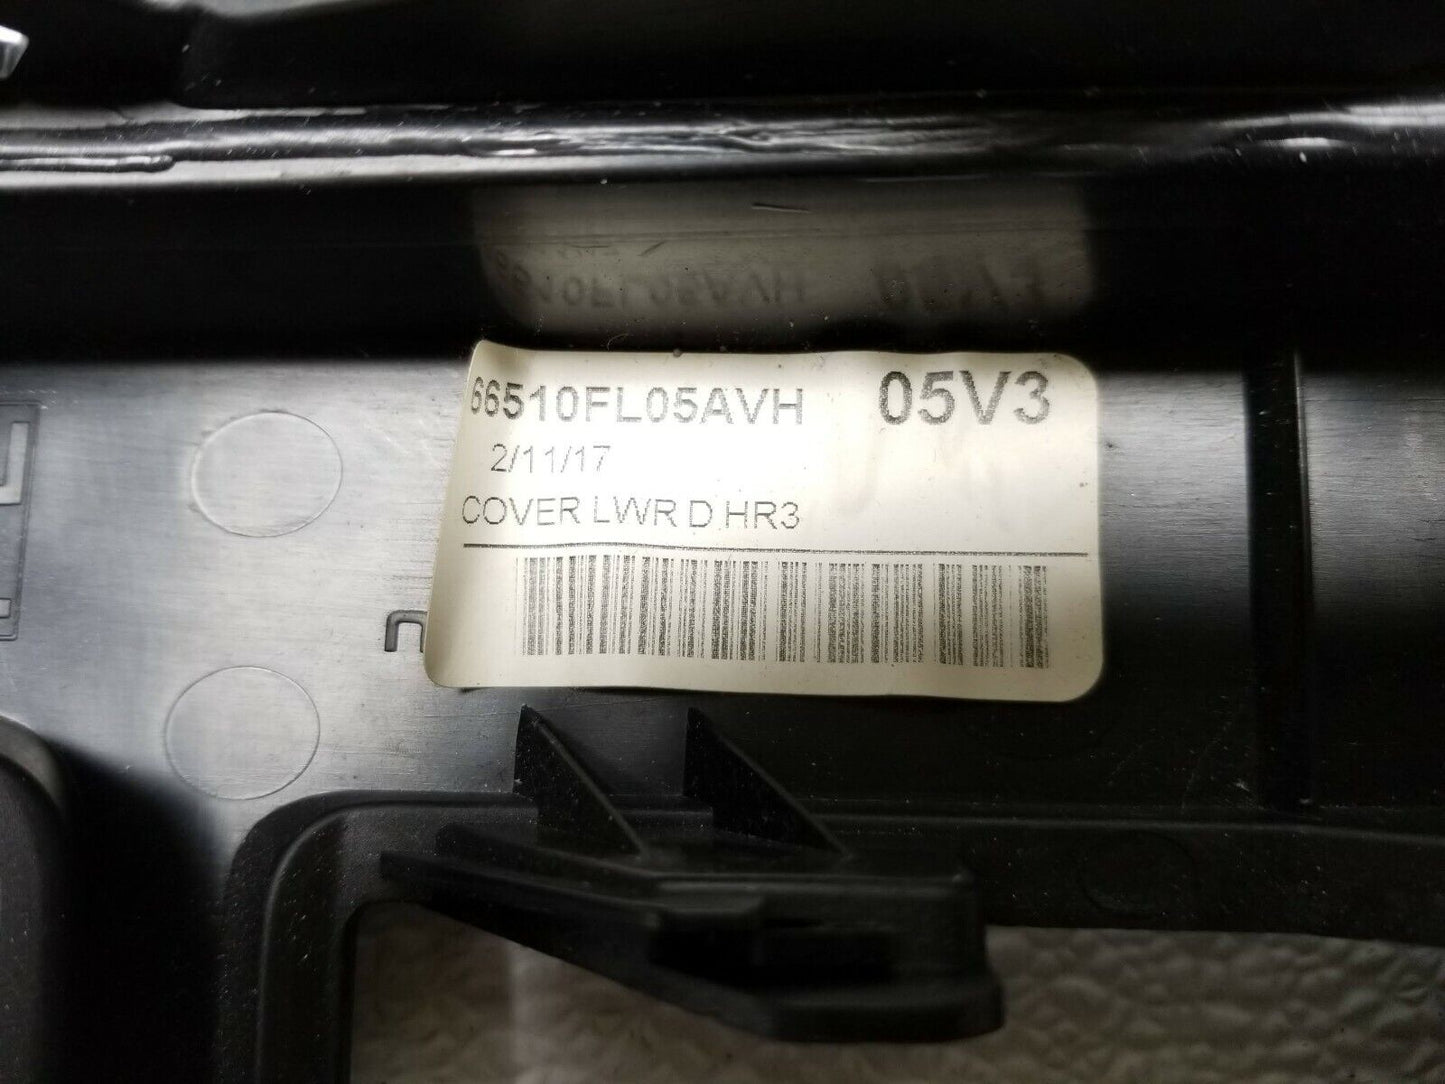 66510FL05AVH 05V3
2/11/17
COVER LWR D HR3